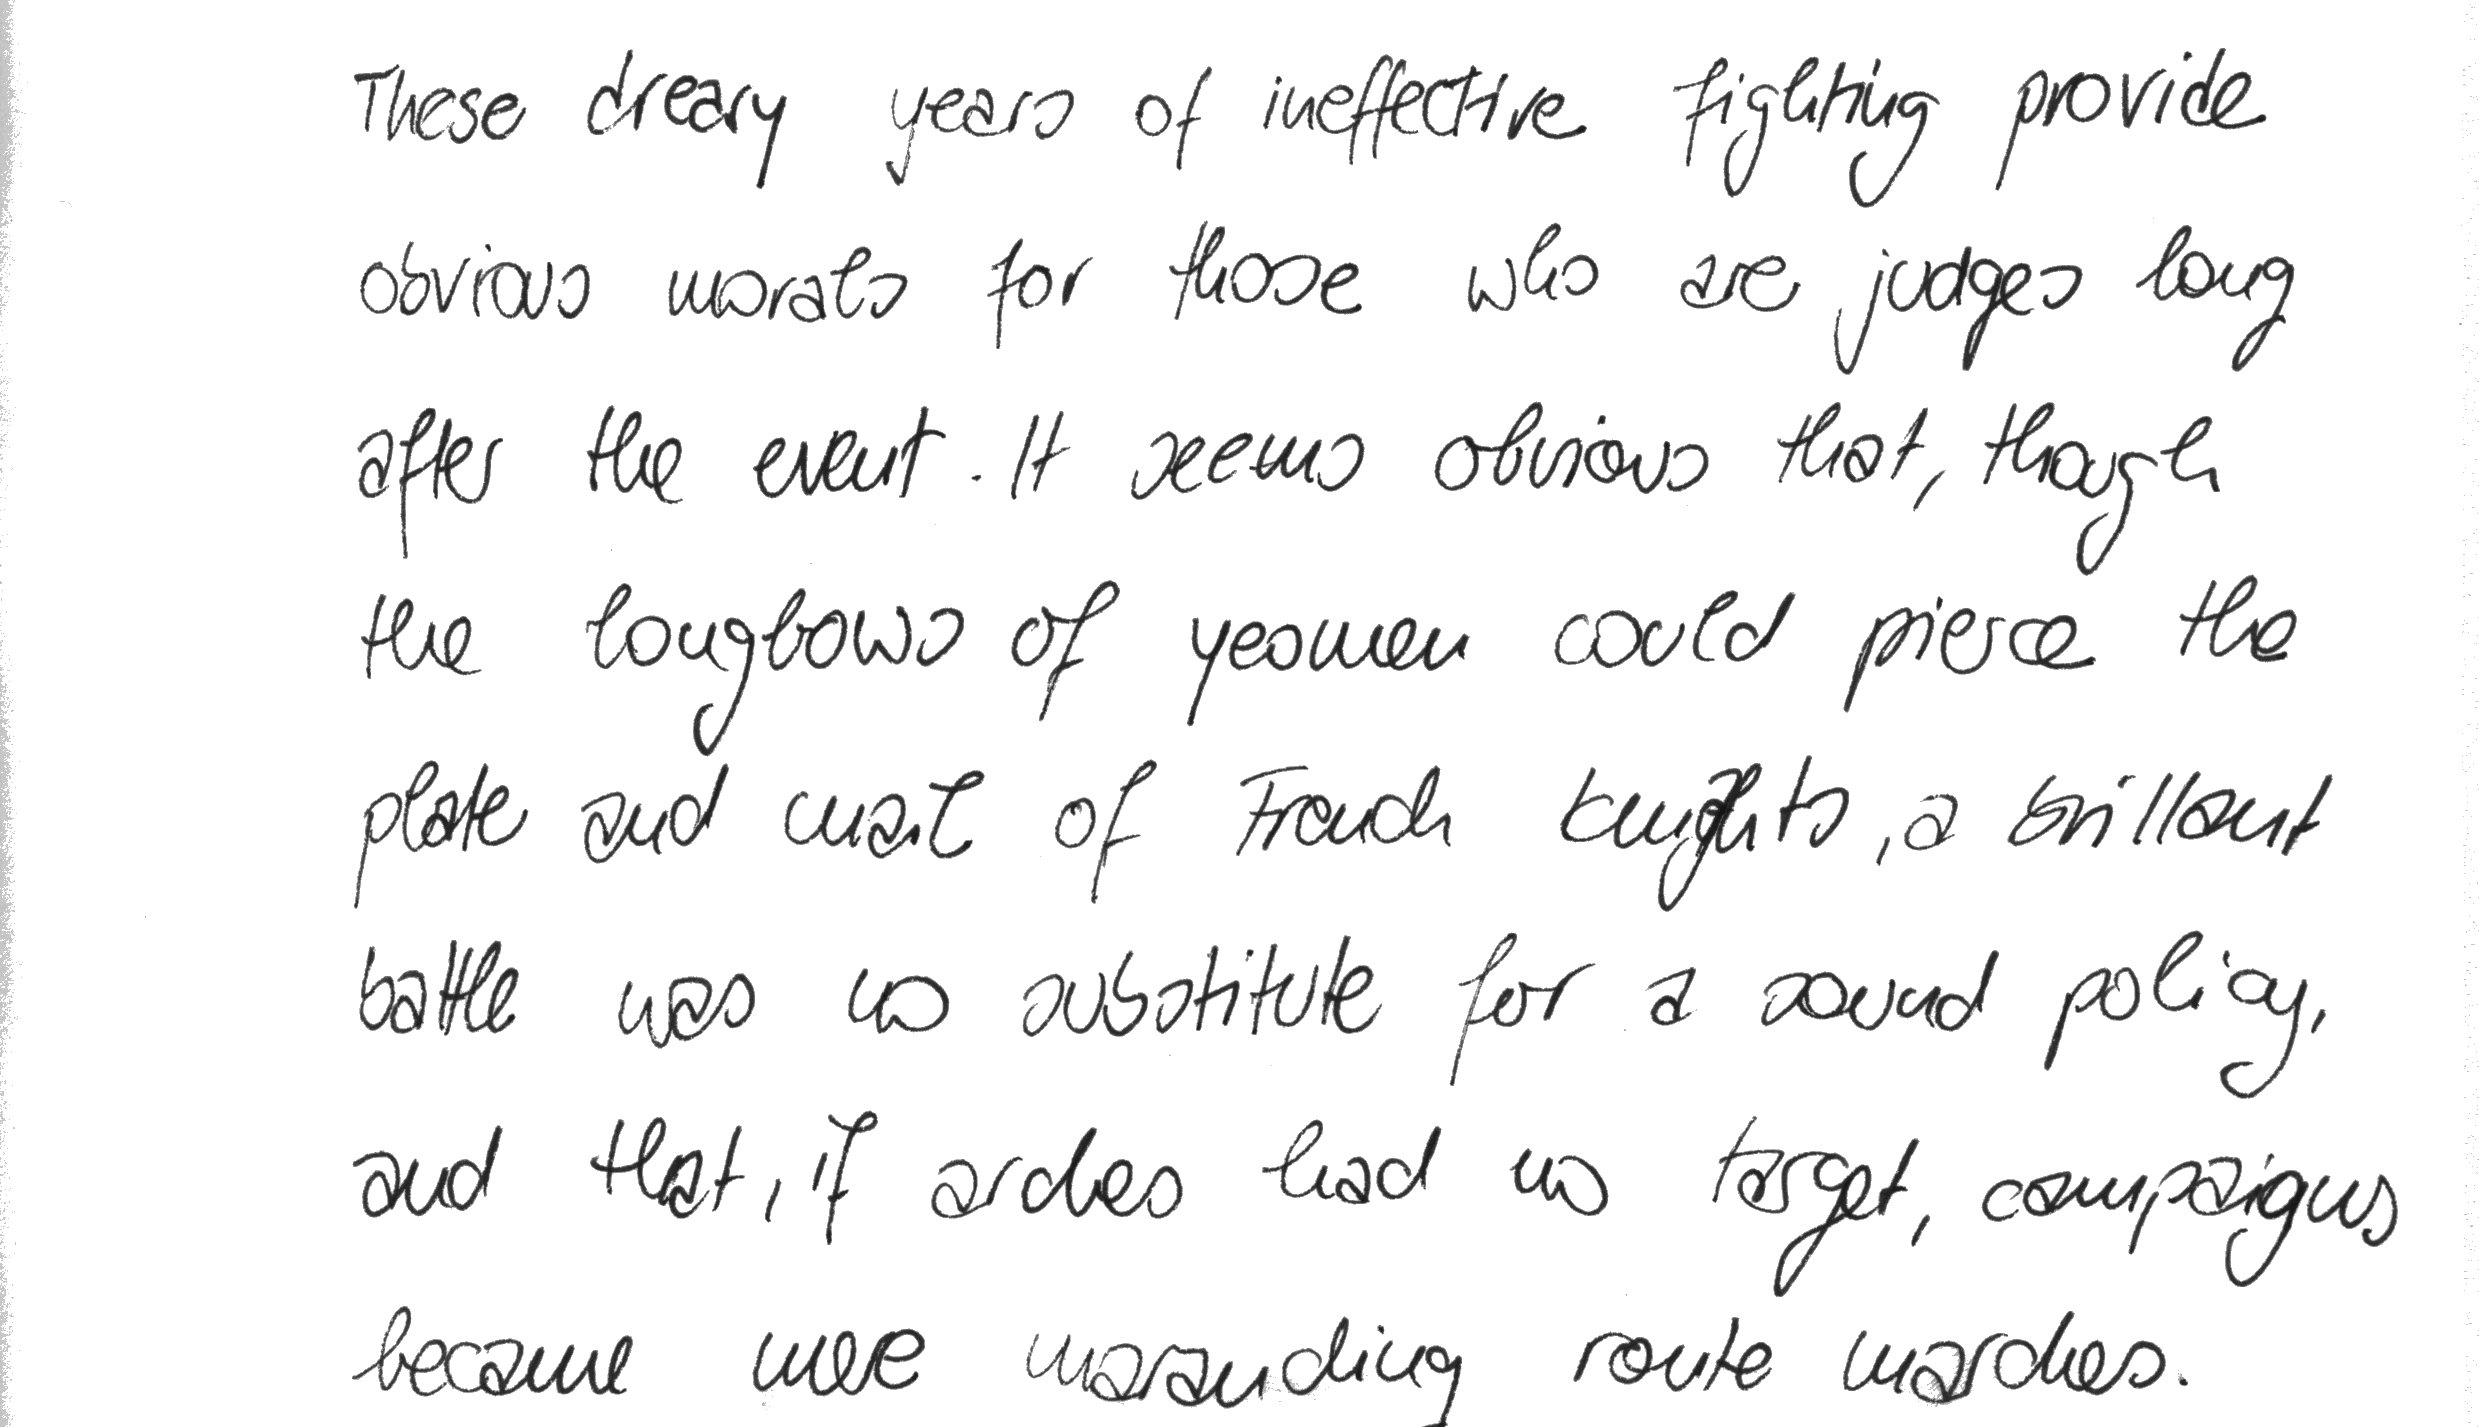 These dreary years of ineffective fighting provide
obvious morals for those who are judges long
after the event. It seems obvious that, though
the longbows of yeomen could pierce the
plate and mail of French knights, a brilliant
battle was no substitute for a sound policy,
and that, if archers had no target, campaigns
became mere marauding route marches.